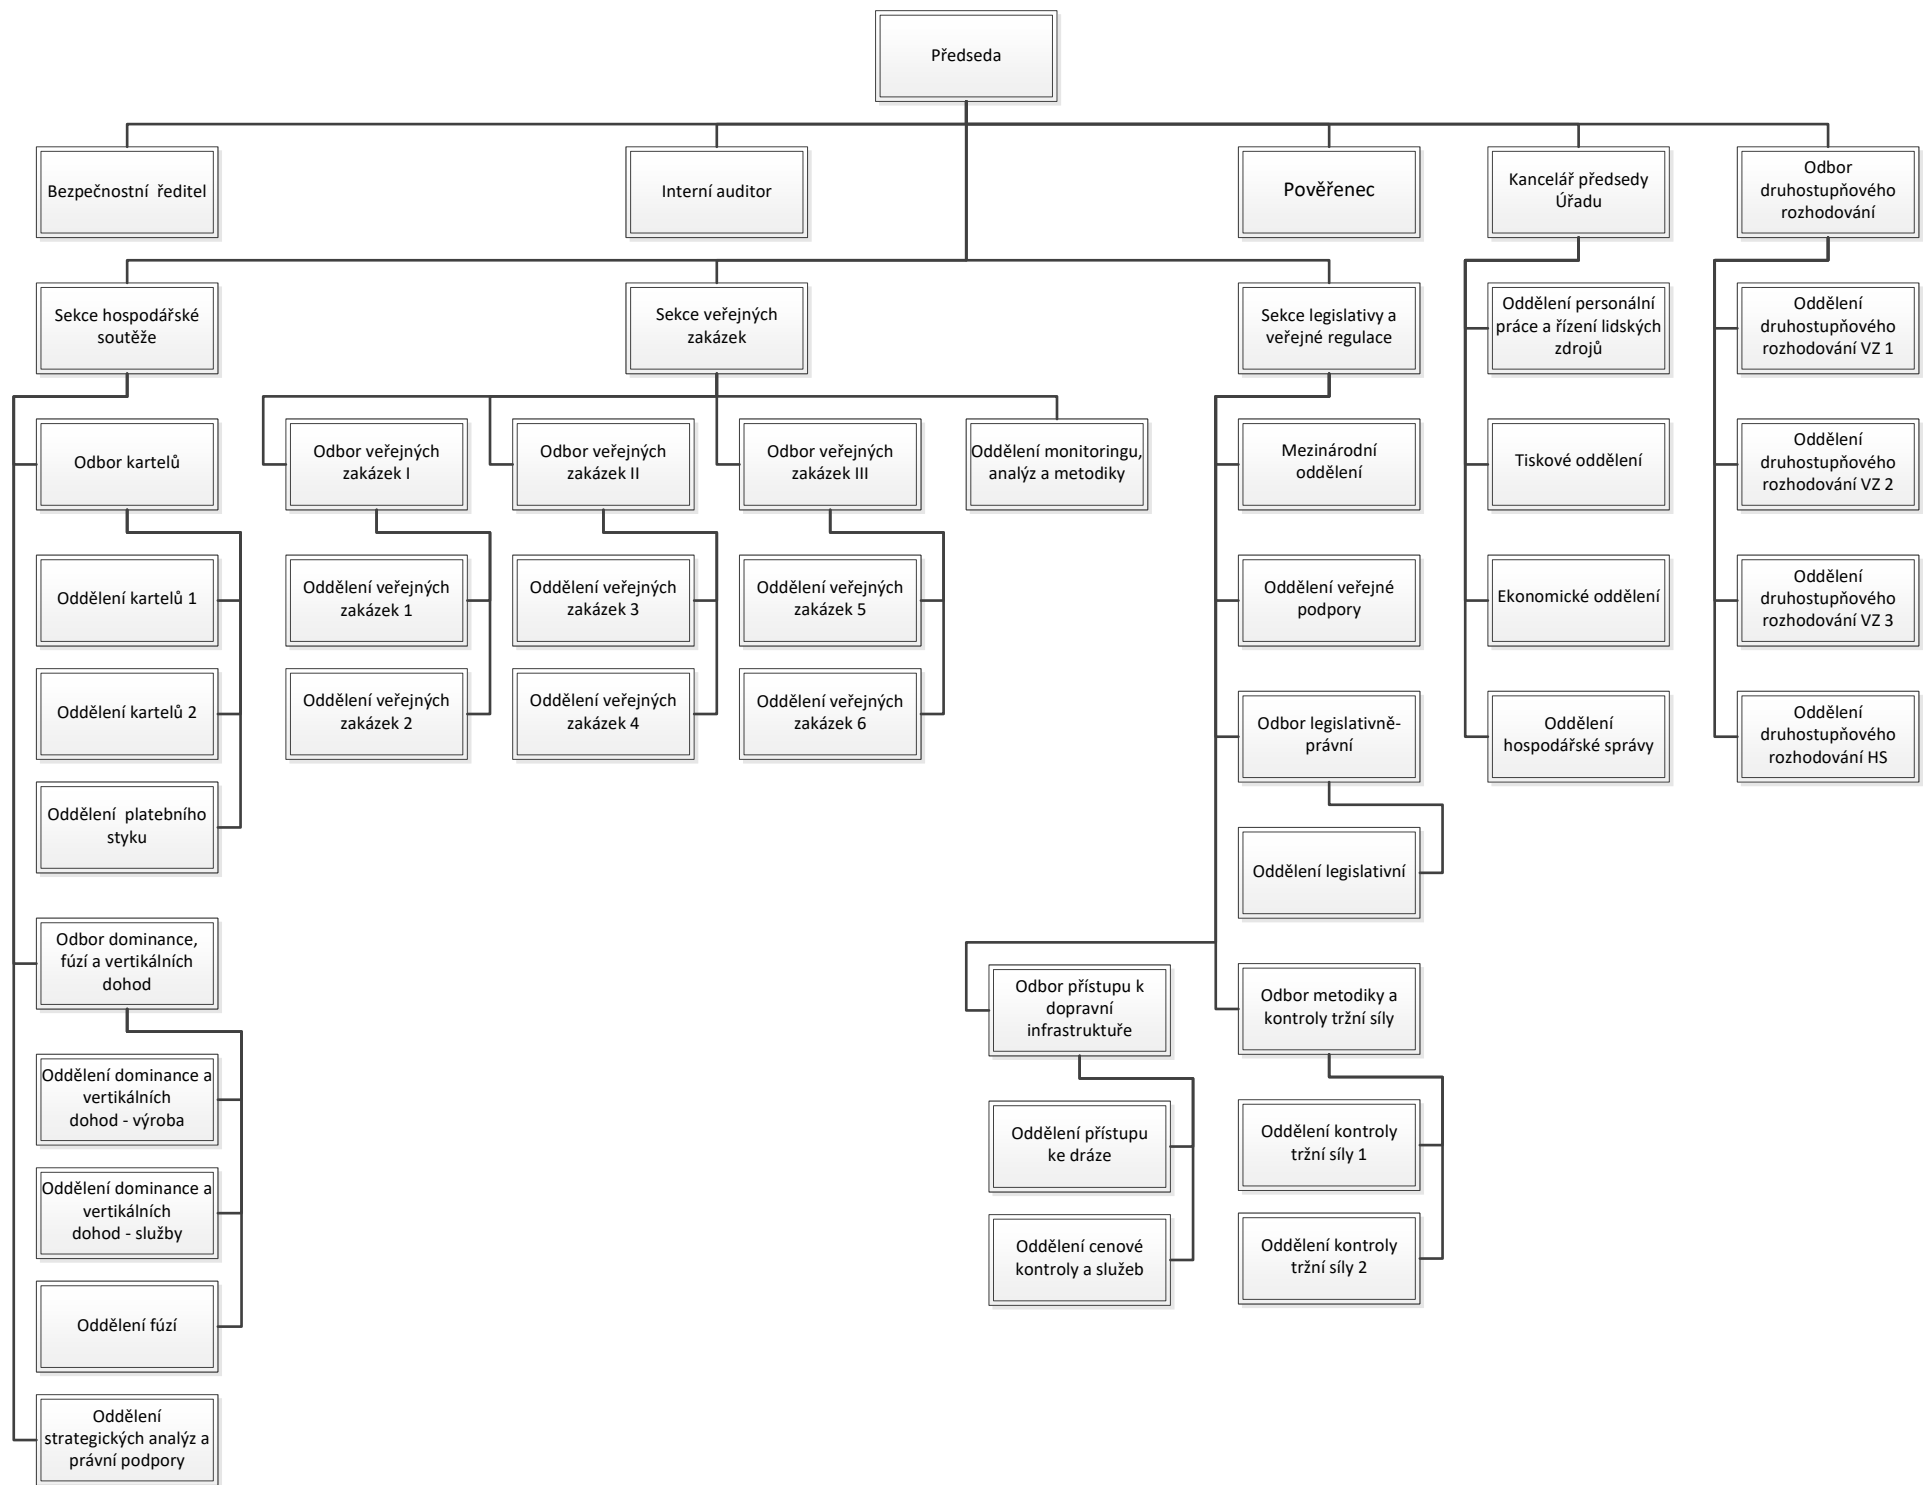 Předseda
Bezpečnostní ředitel
Interní auditor
Pověřenec
Kancelář předsedy
Úřadu
Odbor
druhostupňového
rozhodování
Sekce hospodářské
soutěže
Sekce veřejných
zakázek
Sekce legislativy a
veřejné regulace
Oddělení personální
práce a řízení lidských
zdrojů
Oddělení
druhostupňového
rozhodování VZ 1
Odbor kartelů
Odbor veřejných
zakázek I
Odbor veřejných
zakázek II
Odbor veřejných
zakázek III
Oddělení monitoringu,
analýz a metodiky
Mezinárodní
oddělení
Tiskové oddělení
Oddělení
druhostupňového
rozhodování VZ 2
Oddělení kartelů 1
Oddělení veřejných
zakázek 1
Oddělení veřejných
zakázek 3
Oddělení veřejných
zakázek 5
Oddělení veřejné
podpory
Ekonomické oddělení
Oddělení
druhostupňového
rozhodování VZ 3
Oddělení kartelů 2
Oddělení veřejných
zakázek 2
Oddělení veřejných
zakázek 4
Oddělení veřejných
zakázek 6
Odbor legislativně-
právní
Oddělení
hospodářské správy
Oddělení
druhostupňového
rozhodování HS
Oddělení platebního
styku
Oddělení legislativní
Odbor dominance,
fúzí a vertikálních
dohod
Odbor přístupu k
dopravní
infrastruktuře
Odbor metodiky a
kontroly tržní síly
Oddělení dominance a
vertikálních
dohod - výroba
Oddělení přístupu
ke dráze
Oddělení kontroly
tržní síly 1
Oddělení dominance a
vertikálních
dohod - služby
Oddělení cenové
kontroly a služeb
Oddělení kontroly
tržní síly 2
Oddělení fúzí
Oddělení
strategických analýz a
právní podpory